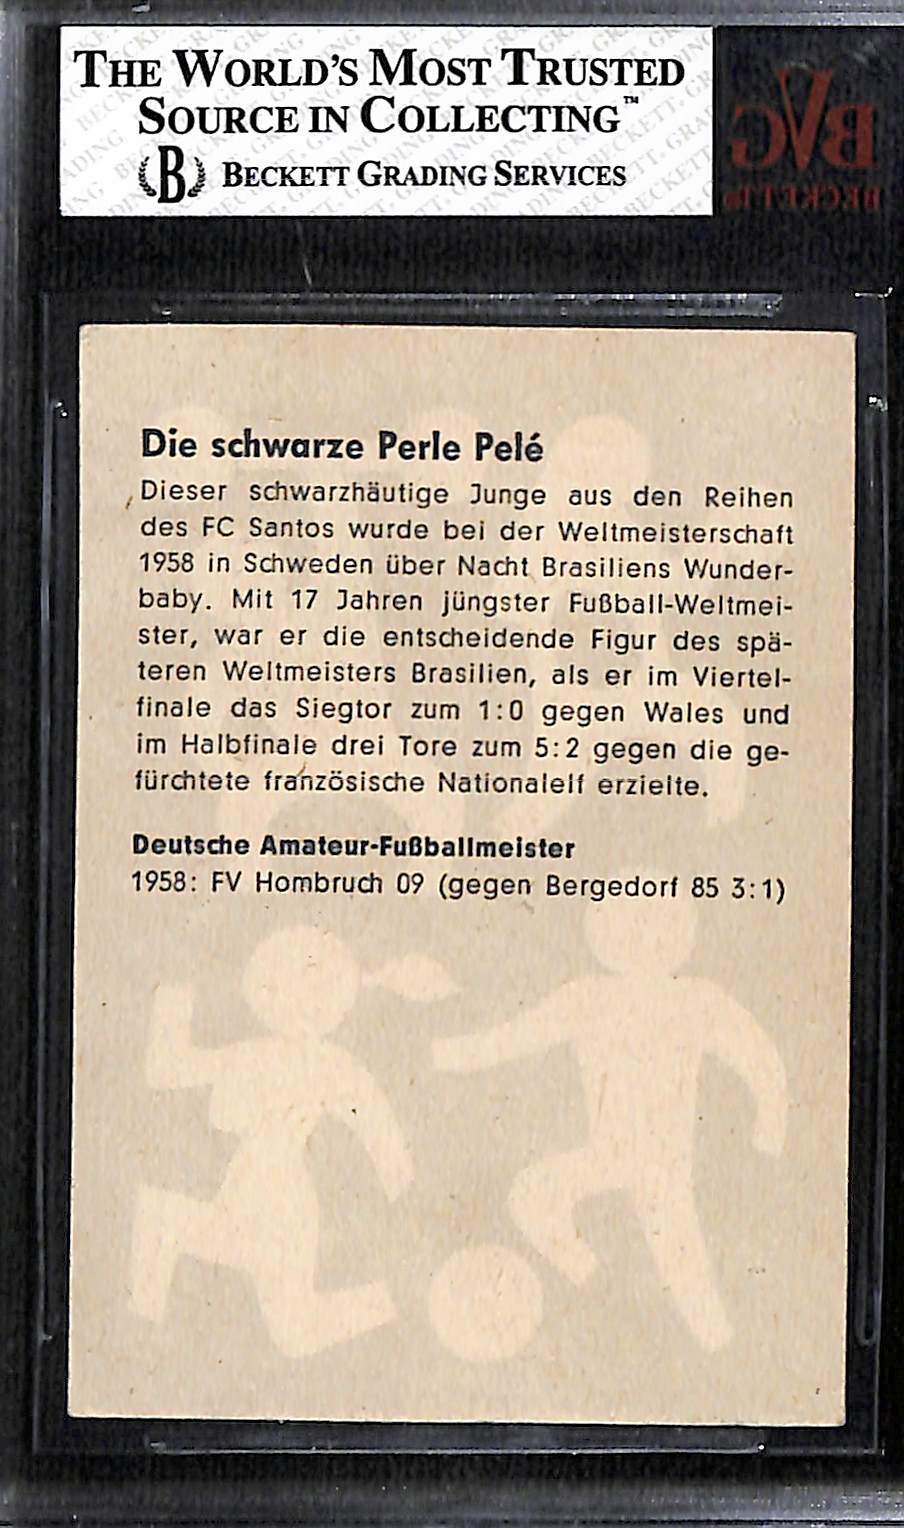 THE WORLD'S MOST TRUSTED
SOURCE IN COLLECTING™
B BECKETT GRADING SERVICES
BVG
BECKETT
Die schwarze Perle Pelé
Dieser schwarzhäutige Junge aus den Reihen
des FC Santos wurde bei der Weltmeisterschaft
1958 in Schweden über Nacht Brasiliens Wunder-
baby. Mit 17 Jahren jüngster Fußball-Weltmei-
ster, war er die entscheidende Figur des spä-
teren Weltmeisters Brasilien, als er im Viertel-
finale das Siegtor zum 1:0 gegen Wales und
im Halbfinale drei Tore zum 5:2 gegen die ge-
fürchtete französische Nationalelf erzielte.
Deutsche Amateur-Fußballmeister
1958: FV Hombruch 09 (gegen Bergedorf 85 3:1)